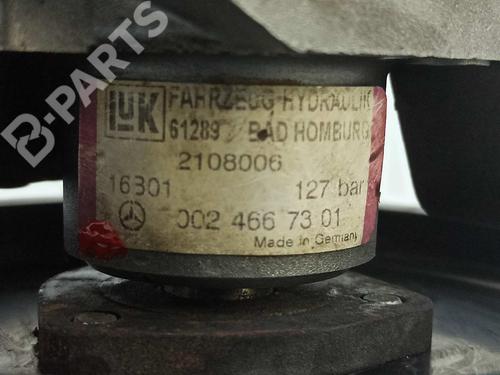 B-PARTS
LUK FAHRZEUG-HYDRAULIK
61289 BAD HOMBURG
2108006
16301 127 bar
002 466 73 01
Made in Germany